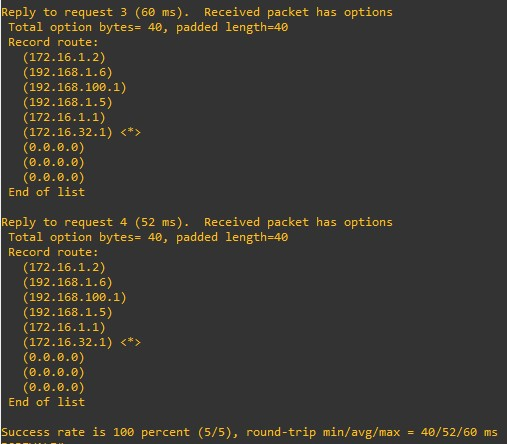 Reply to request 3 (60 ms).  Received packet has options
Total option bytes= 40, padded length=40
Record route:
(172.16.1.2)
(192.168.1.6)
(192.168.100.1)
(192.168.1.5)
(172.16.1.1)
(172.16.32.1) <*>
(0.0.0.0)
(0.0.0.0)
(0.0.0.0)
End of list
Reply to request 4 (52 ms).  Received packet has options
Total option bytes= 40, padded length=40
Record route:
(172.16.1.2)
(192.168.1.6)
(192.168.100.1)
(192.168.1.5)
(172.16.1.1)
(172.16.32.1) <*>
(0.0.0.0)
(0.0.0.0)
(0.0.0.0)
End of list
Success rate is 100 percent (5/5), round-trip min/avg/max = 40/52/60 ms